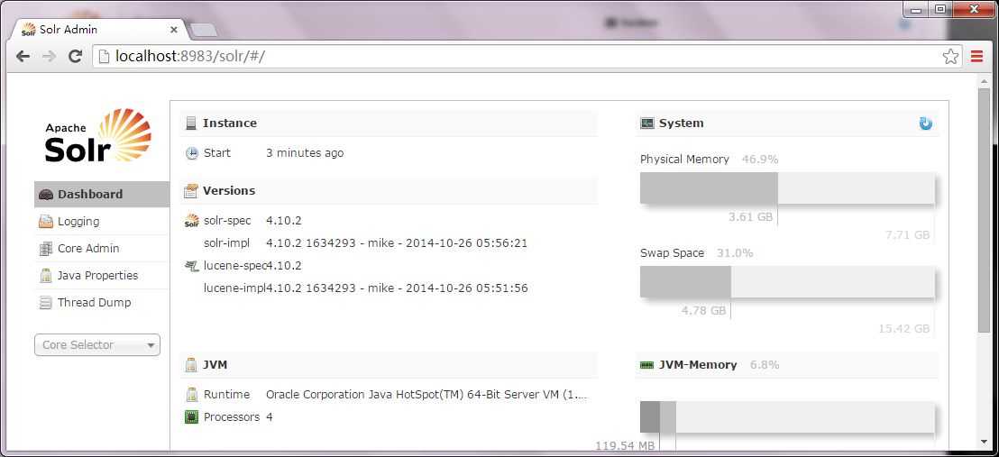 Solr Admin
localhost:8983/solr/#/
Apache
Solr
Dashboard
Logging
Core Admin
Java Properties
Thread Dump
Core Selector
Instance
Start 3 minutes ago
Versions
solr-spec 4.10.2
solr-impl 4.10.2 1634293 - mike - 2014-10-26 05:56:21
lucene-spec 4.10.2
lucene-impl 4.10.2 1634293 - mike - 2014-10-26 05:51:56
JVM
Runtime Oracle Corporation Java HotSpot(TM) 64-Bit Server VM (1....
Processors 4
System
Physical Memory 46.9%
3.61 GB
7.71 GB
Swap Space 31.0%
4.78 GB
15.42 GB
JVM-Memory 6.8%
119.54 MB